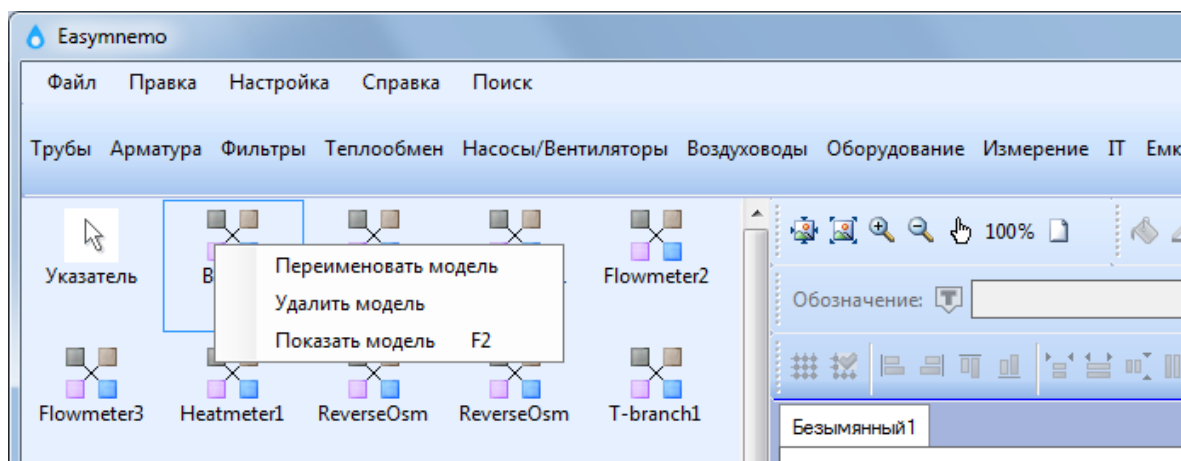 Easymnemo
Файл Правка Настройка Справка Поиск
Трубы Арматура Фильтры Теплообмен Насосы/Вентиляторы Воздуховоды Оборудование Измерение IT Емк
100%
Указатель Flowmeter2
Переименовать модель
Удалить модель
Показать модель F2
Обозначение:
Flowmeter3 Heatmeter1 ReverseOsm ReverseOsm T-branch1
Безымянный1